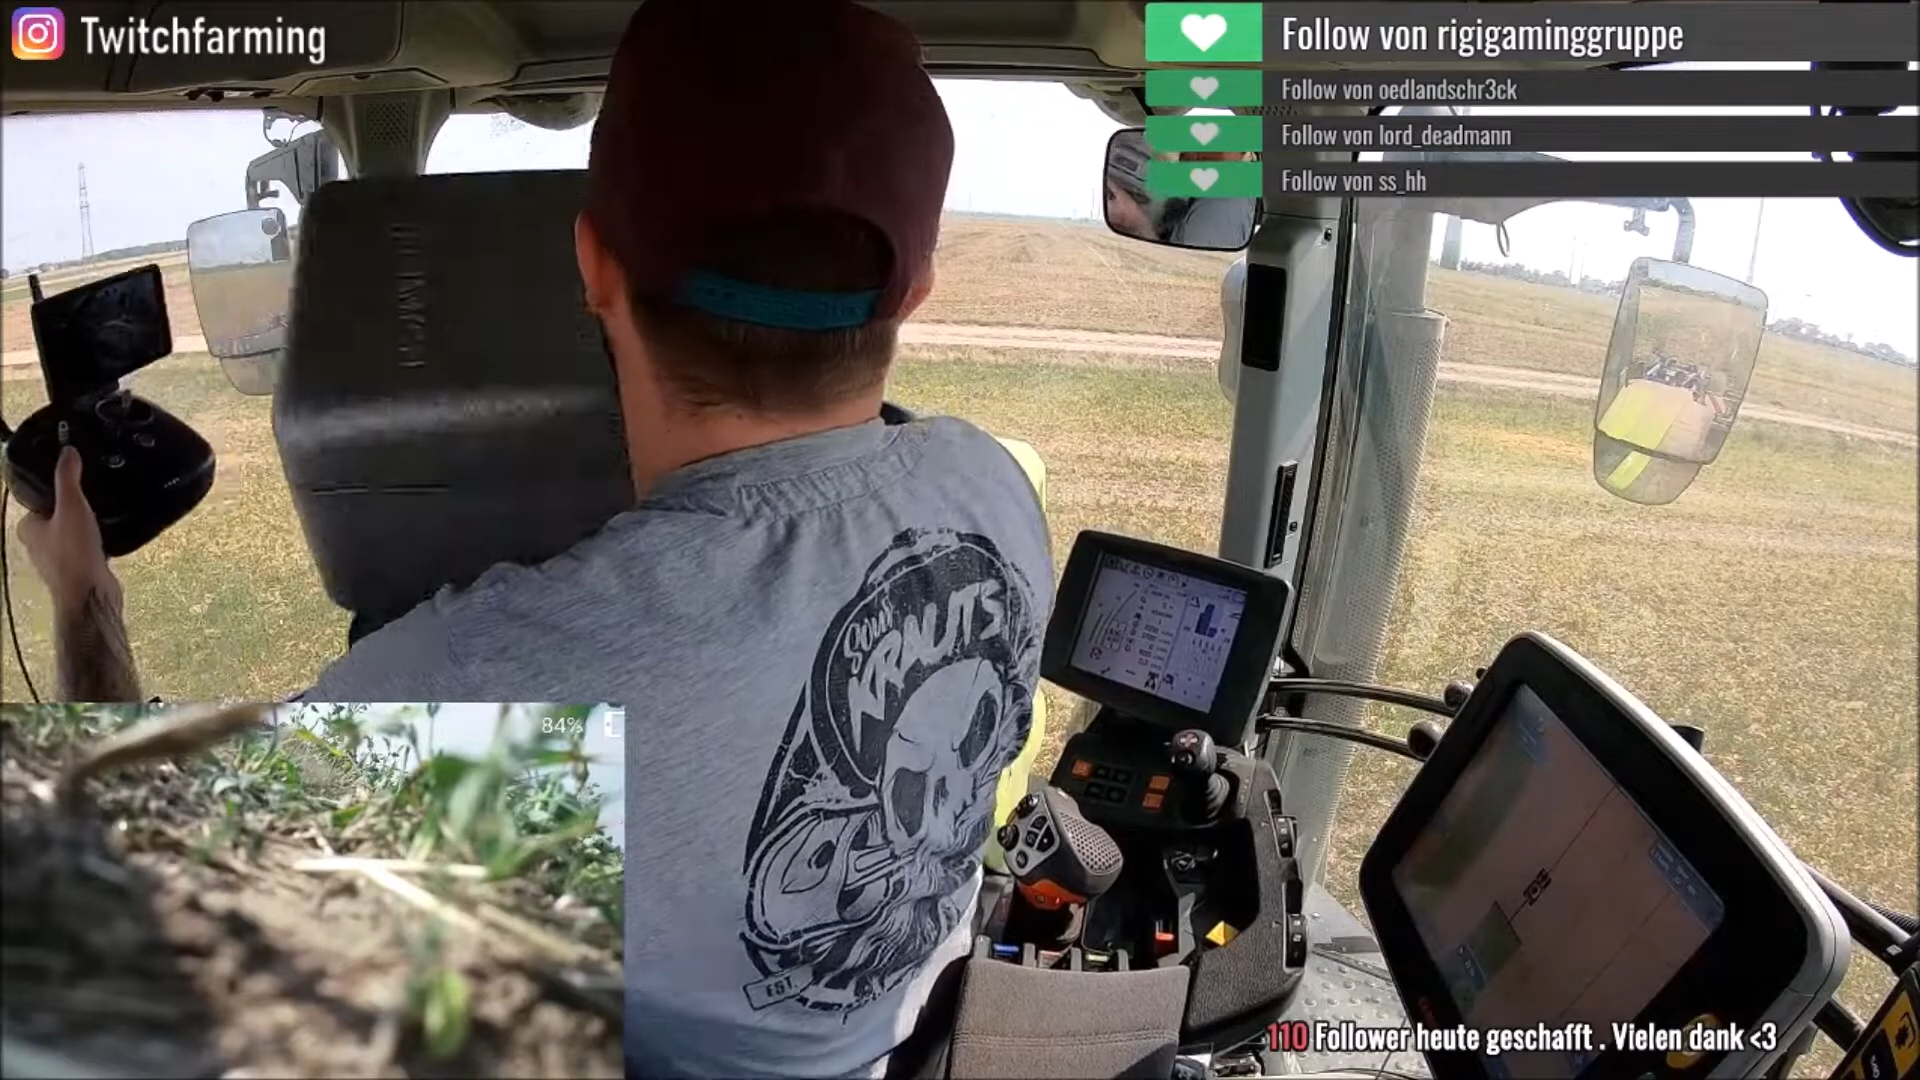 Twitchfarming
Follow von rigigaminggruppe
Follow von oedlandschr3ck
Follow von lord_deadmann
Follow von ss_hh
SOUR
KRAUTS
84%
EST.
110 Follower heute geschafft . Vielen dank <3